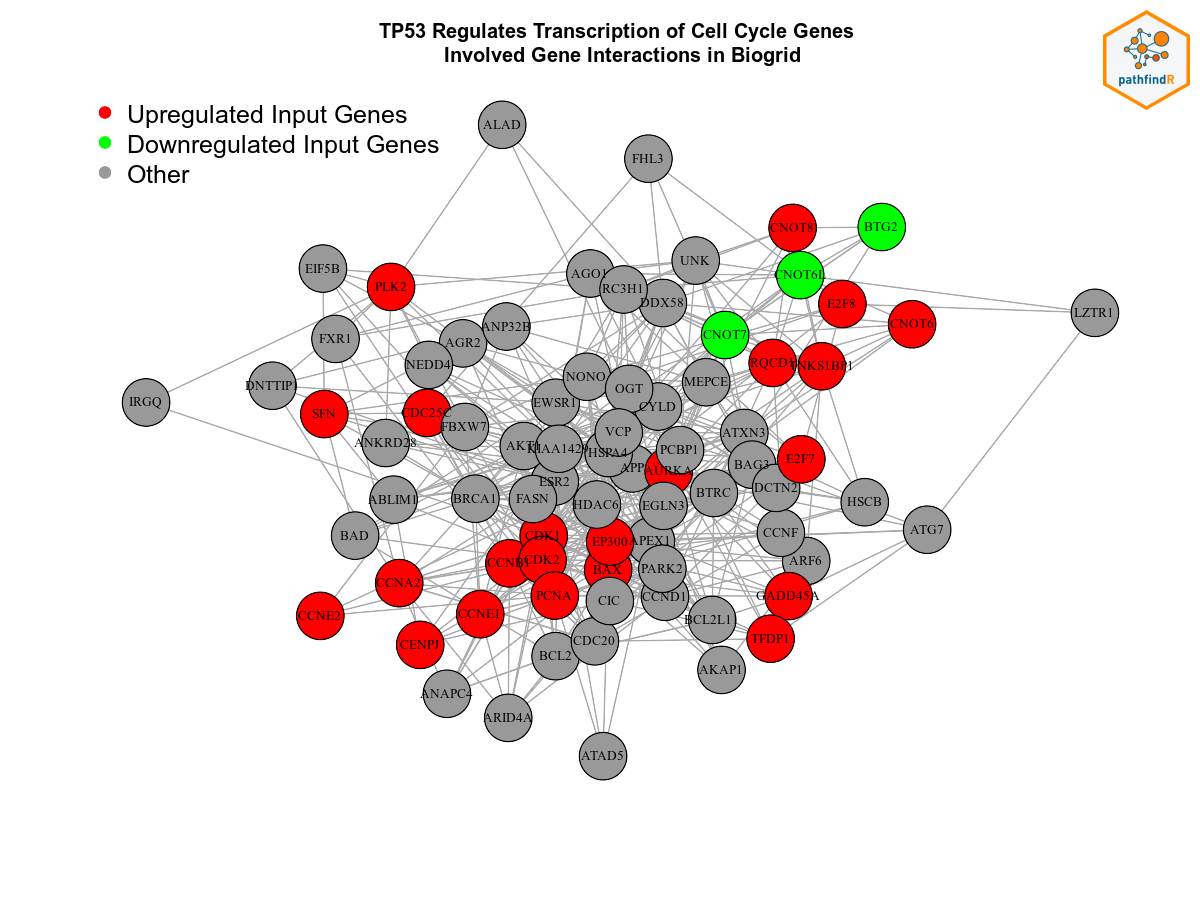 TP53 Regulates Transcription of Cell Cycle Genes
Involved Gene Interactions in Biogrid
pathfindR
Upregulated Input Genes
Downregulated Input Genes
Other
ALAD
FHL3
CNOT8
BTG2
UNK
EIF5B
AGO1
CNOT6L
PLK2
RC3H1
DDX58
E2F8
LZTR1
CNOT6
ANP32B
CNOT7
FXR1
AGR2
NEDD4
RQCD1
TNKS1BP1
NONO
MEPCE
DNTTIP1
OGT
IRGQ
EWSR1
CYLD
SFN
CDC25C
FBXW7
VCP
ATXN3
ANKRD28
AKT1
KIAA1429
HSPA4
PCBP1
E2F7
APP
AURKA
BAG3
ESR2
DCTN2
ABLIM1
BRCA1
FASN
BTRC
HSCB
HDAC6
EGLN3
ATG7
BAD
CDK1
EP300
APEX1
CCNF
CCNB1
CDK2
ARF6
BAX
PARK2
CCNA2
PCNA
CIC
CCND1
GADD45A
CCNE2
CCNE1
BCL2L1
TFDP1
CENPJ
CDC20
BCL2
AKAP1
ANAPC4
ARID4A
ATAD5